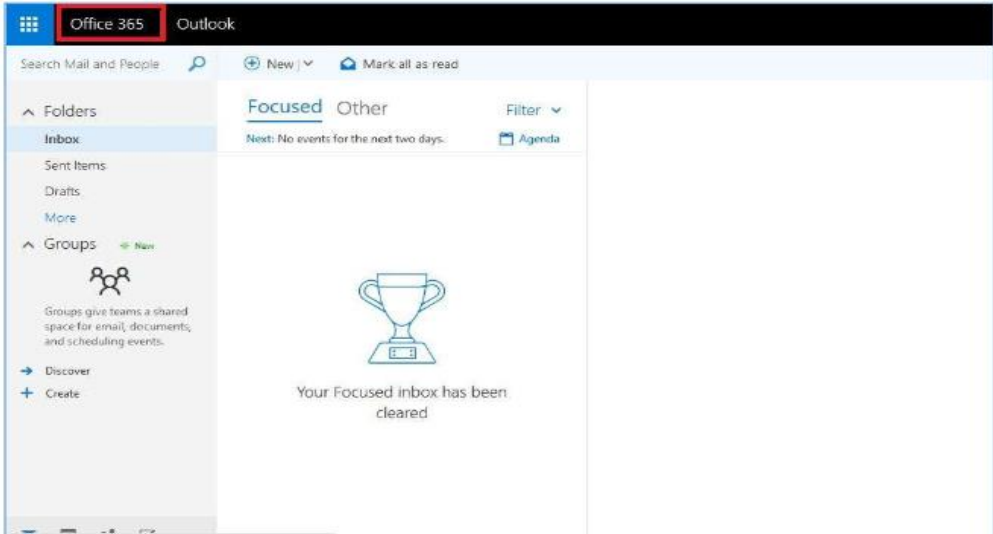 Office 365 Outlook
Search Mail and People New Mark all as read
Folders
Inbox
Sent Items
Drafts
More
Groups New
Groups give teams a shared
space for email, documents,
and scheduling events.
Discover
Create
Focused Other Filter
Next: No events for the next two days. Agenda
Your Focused inbox has been
cleared